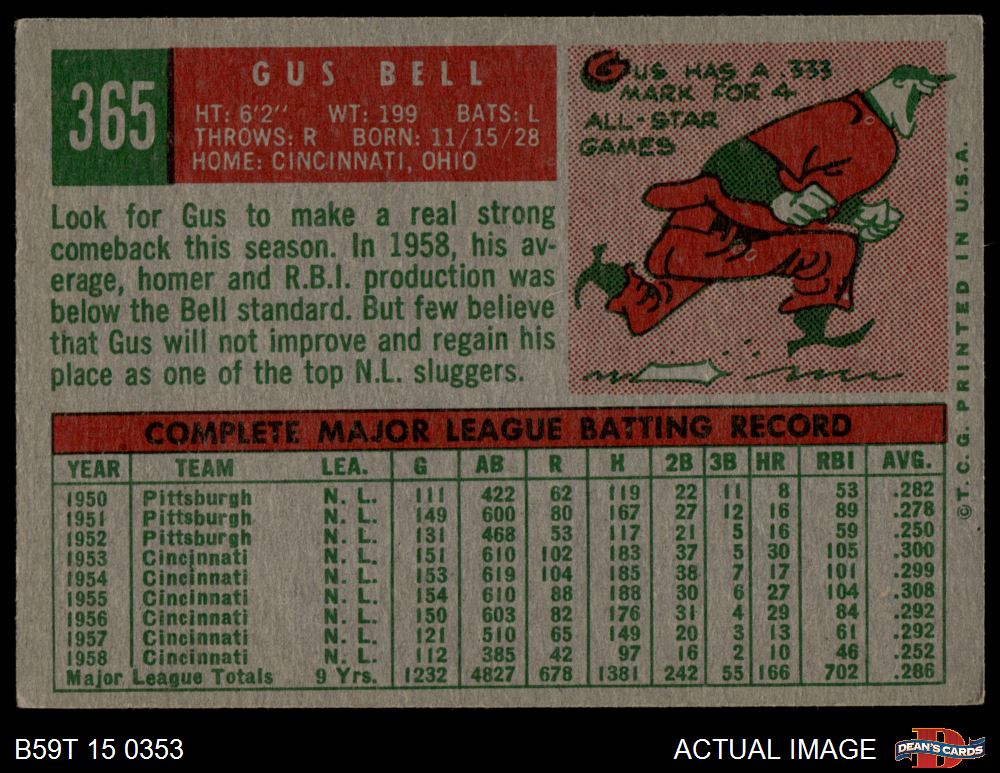 365
GUS BELL
HT: 6'2" WT: 199 BATS: L
THROWS: R BORN: 11/15/28
HOME: CINCINNATI, OHIO
GUS HAS A .333
MARK FOR 4
ALL-STAR
GAMES
Look for Gus to make a real strong
comeback this season. In 1958, his av-
erage, homer and R.B.I. production was
below the Bell standard. But few believe
that Gus will not improve and regain his
place as one of the top N.L. sluggers.
©T. C. G. PRINTED IN U.S.A.
COMPLETE MAJOR LEAGUE BATTING RECORD
YEAR TEAM LEA. G AB R H 2B 3B HR RBI AVG.
1950 Pittsburgh N. L. 111 422 62 119 22 11 8 53 .282
1951 Pittsburgh N. L. 149 600 80 167 27 12 16 89 .278
1952 Pittsburgh N. L. 131 468 53 117 21 5 16 59 .250
1953 Cincinnati N. L. 151 610 102 183 37 5 30 105 .300
1954 Cincinnati N. L. 153 619 104 185 38 7 17 101 .299
1955 Cincinnati N. L. 154 610 88 188 30 6 27 104 .308
1956 Cincinnati N. L. 150 603 82 176 31 4 29 84 .292
1957 Cincinnati N. L. 121 510 65 149 20 3 13 61 .292
1958 Cincinnati N. L. 112 385 42 97 16 2 10 46 .252
Major League Totals 9 Yrs. 1232 4827 678 1381 242 55 166 702 .286
B59T 15 0353
ACTUAL IMAGE
DEAN'S CARDS